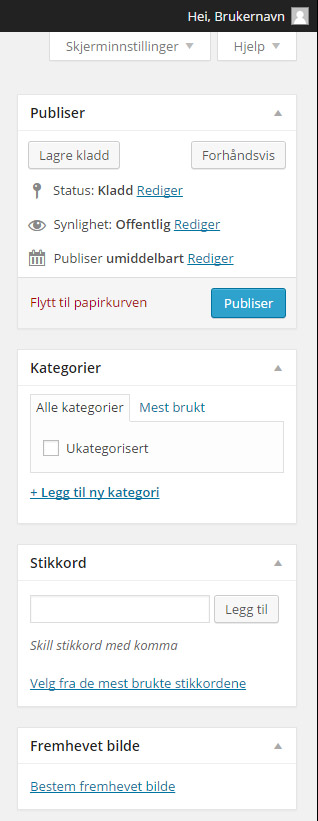 Hei, Brukernavn
Skjerminnstillinger Hjelp
Publiser
Lagre kladd Forhåndsvis
Status: Kladd Rediger
Synlighet: Offentlig Rediger
Publiser umiddelbart Rediger
Flytt til papirkurven Publiser
Kategorier
Alle kategorier Mest brukt
Ukategorisert
+ Legg til ny kategori
Stikkord
Legg til
Skill stikkord med komma
Velg fra de mest brukte stikkordene
Fremhevet bilde
Bestem fremhevet bilde